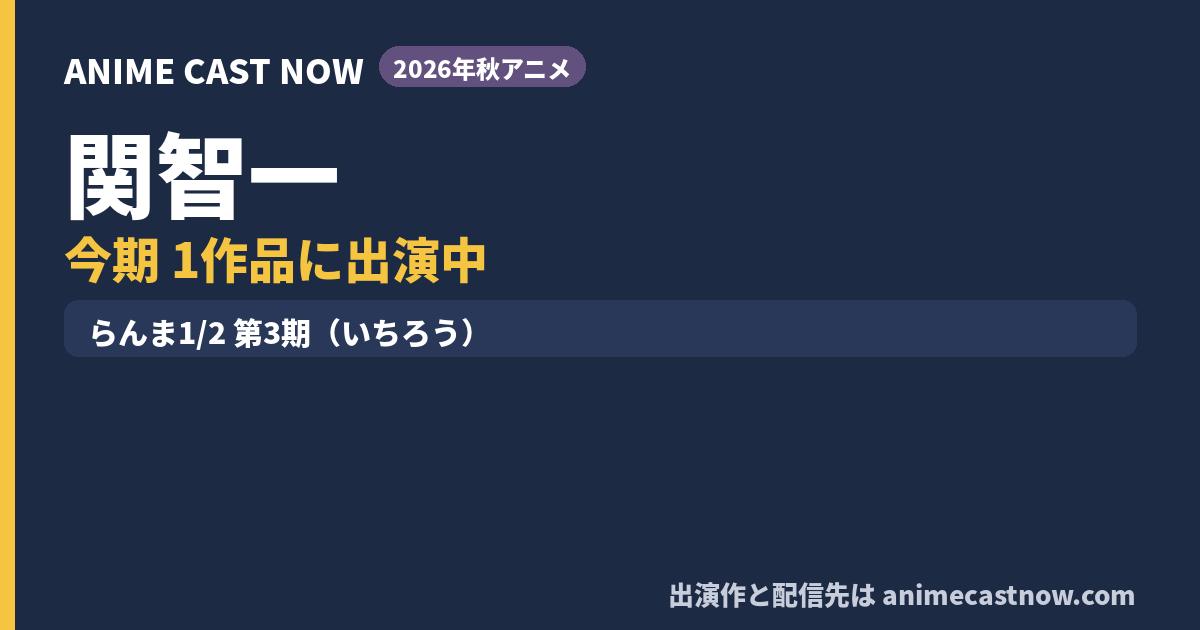 ANIME CAST NOW 2026年秋アニメ
関智一
今期 1作品に出演中
らんま1/2 第3期（いちろう）
出演作と配信先は animecastnow.com